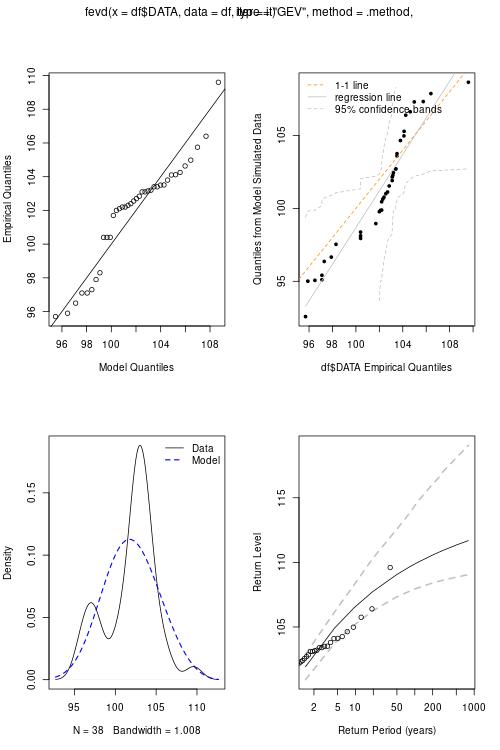 fevd(x = df$DATA, data = df, type = "GEV", method = .method,
1-1 line
regression line
95% confidence bands
Empirical Quantiles
96 98 100 102 104 106 108 110
96 98 100 104 108
Model Quantiles
Quantiles from Model Simulated Data
95 100 105
96 98 100 104 108
df$DATA Empirical Quantiles
Data
Model
Density
0.00 0.05 0.10 0.15
95 100 105 110
N = 38 Bandwidth = 1.008
Return Level
105 110 115
2 5 10 50 200 1000
Return Period (years)